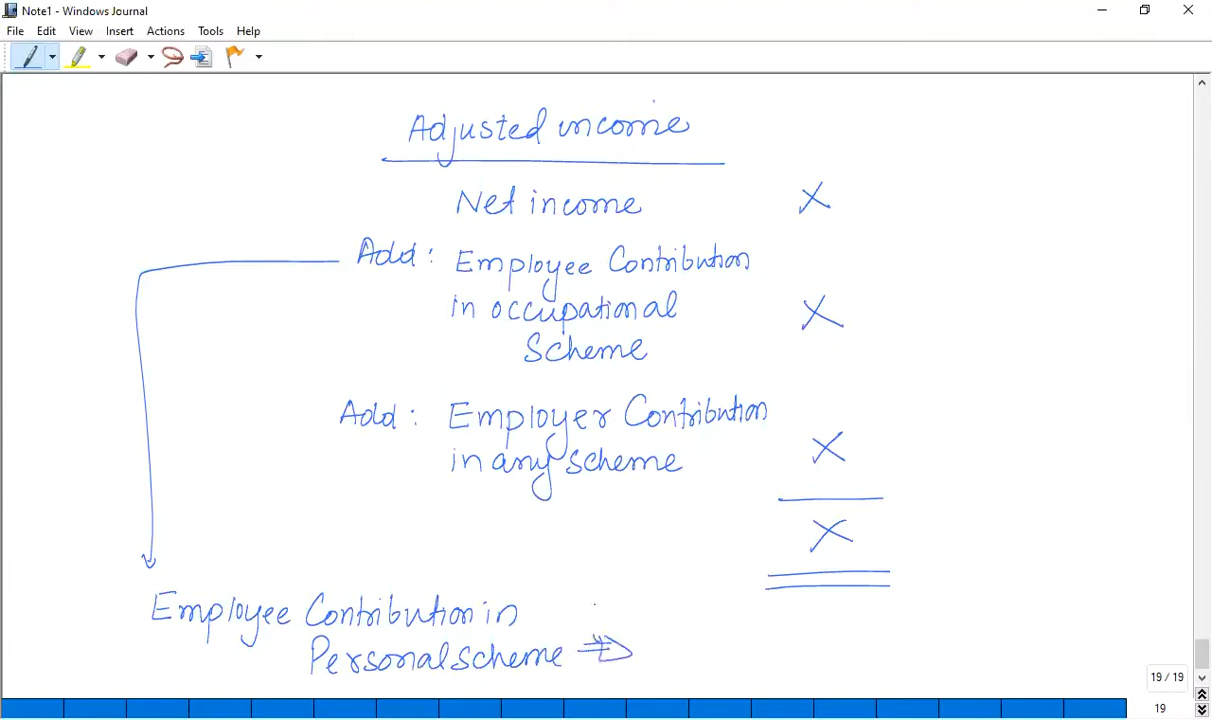 Note1 - Windows Journal
File Edit View Insert Actions Tools Help
Adjusted income
Net income X
Add: Employee Contribution
in occupational X
Scheme
Add: Employer Contribution
in any scheme X
X
Employee Contribution in
Personal scheme ⇒
19 / 19
19